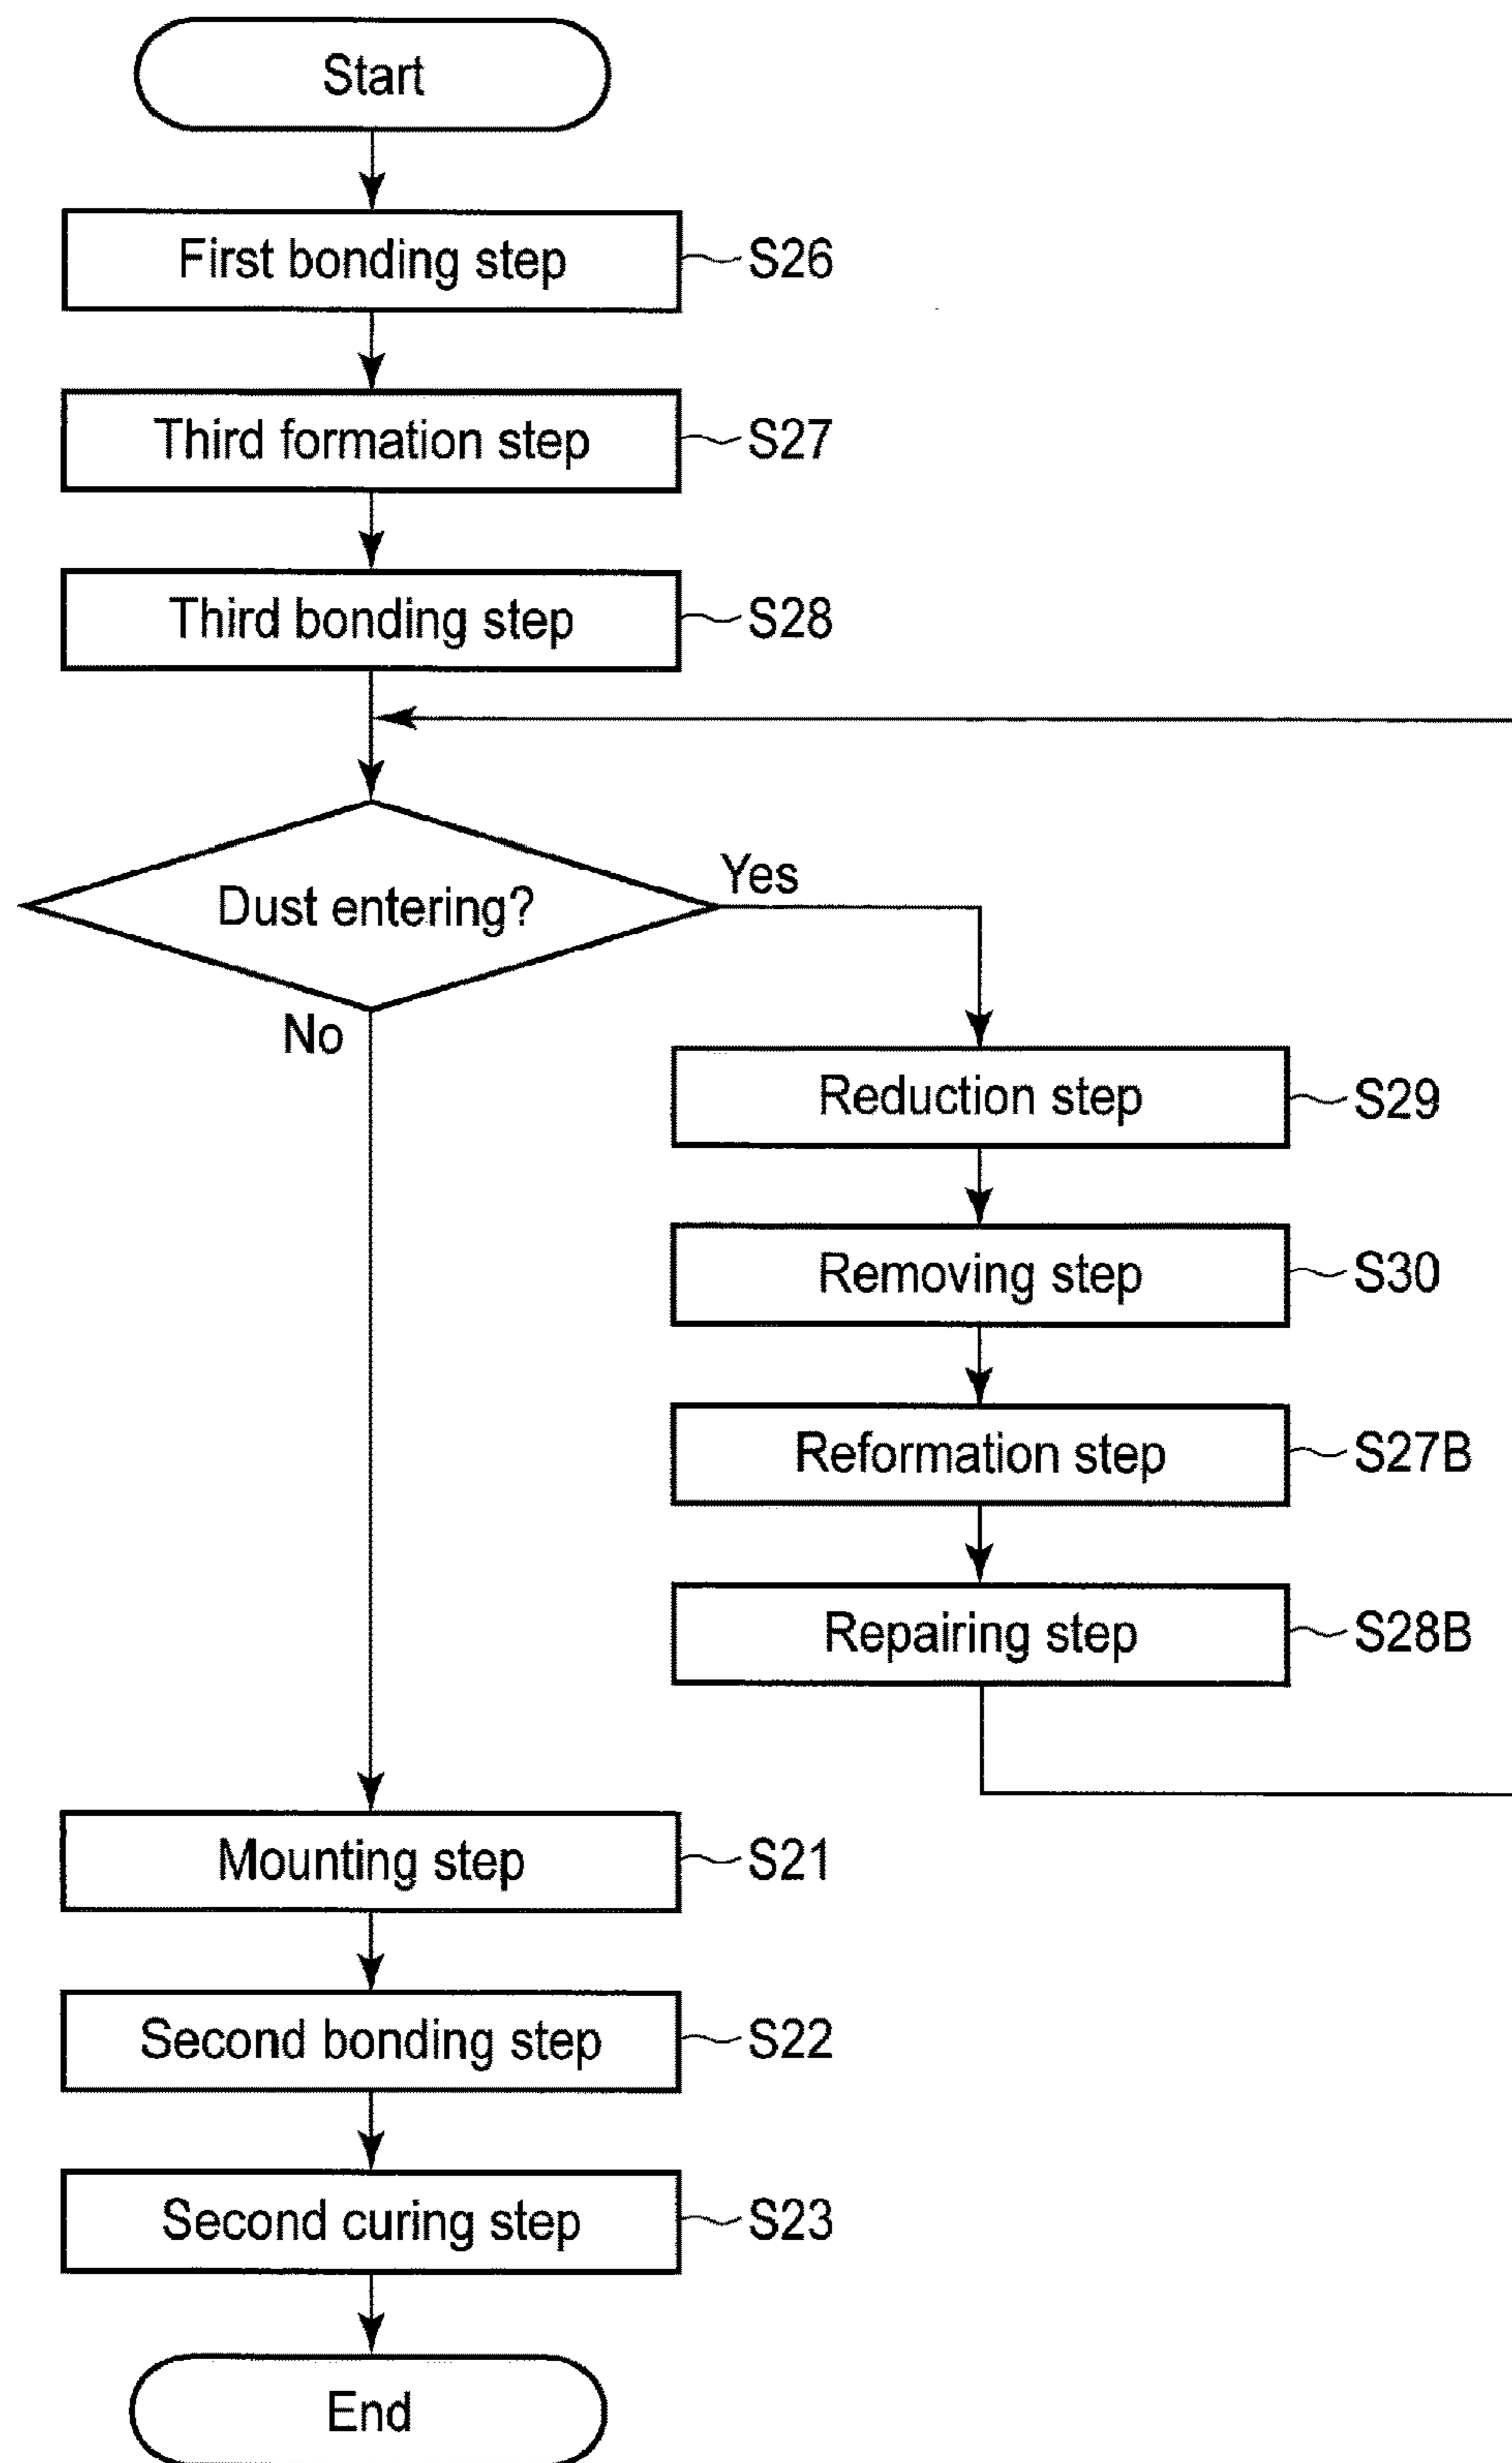 Start
First bonding step S26
Third formation step S27
Third bonding step S28
Dust entering?
Yes
No
Reduction step S29
Removing step S30
Reformation step S27B
Repairing step S28B
Mounting step S21
Second bonding step S22
Second curing step S23
End